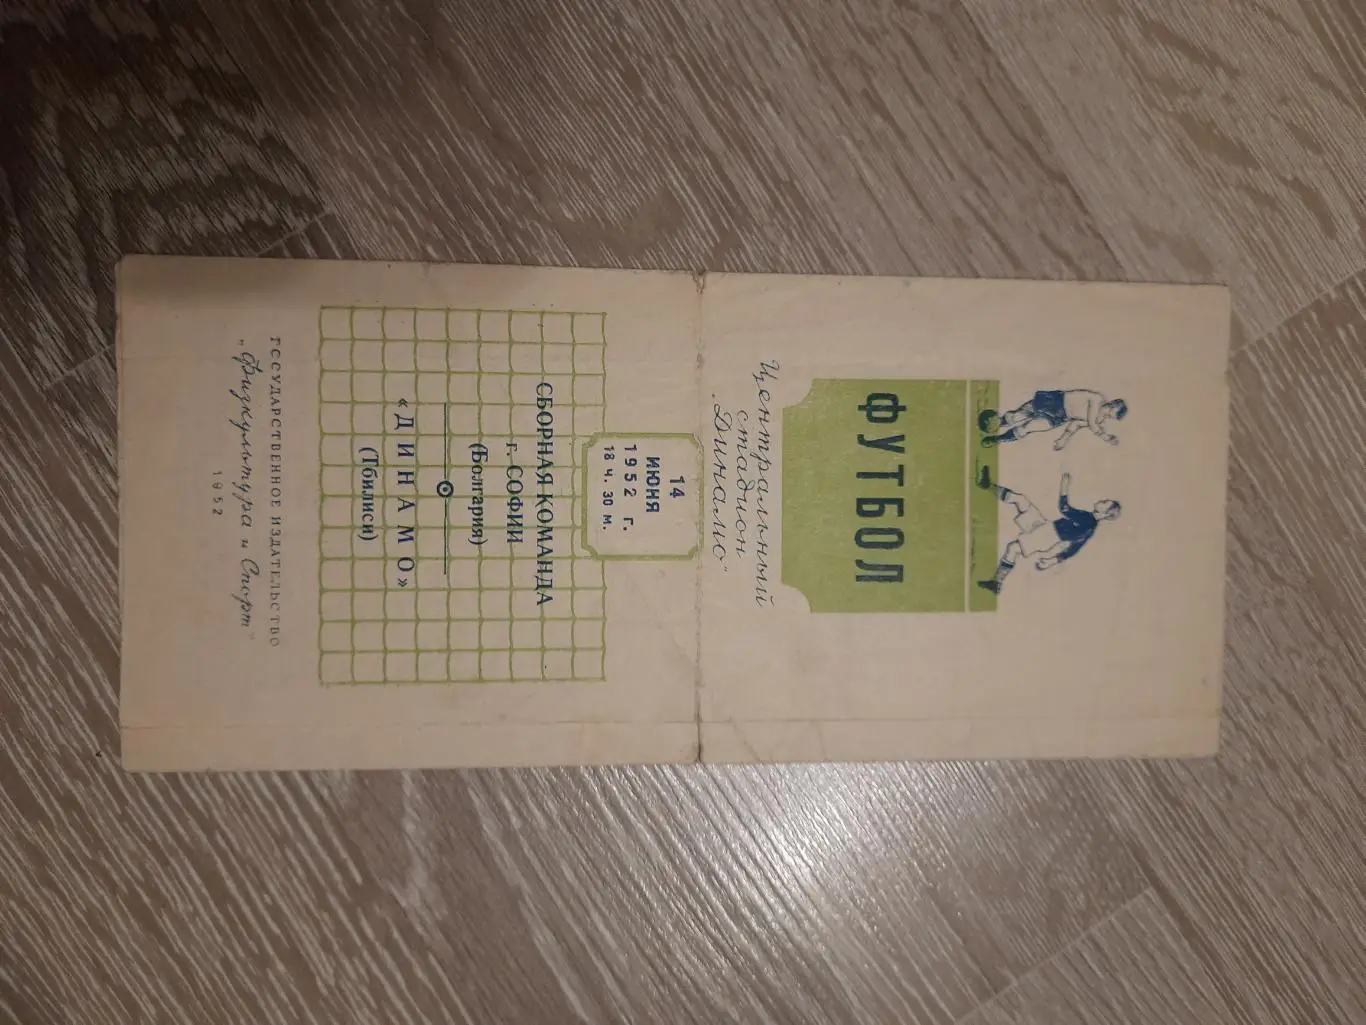 ФУТБОЛ
Центральный
стадион
„Динамо"
14
ИЮНЯ
1952 г.
18 ч. 30 м.
СБОРНАЯ КОМАНДА
г. СОФИИ
(Болгария)
«ДИНАМО»
(Тбилиси)
ГОСУДАРСТВЕННОЕ ИЗДАТЕЛЬСТВО
„Физкультура и Спорт"
1952